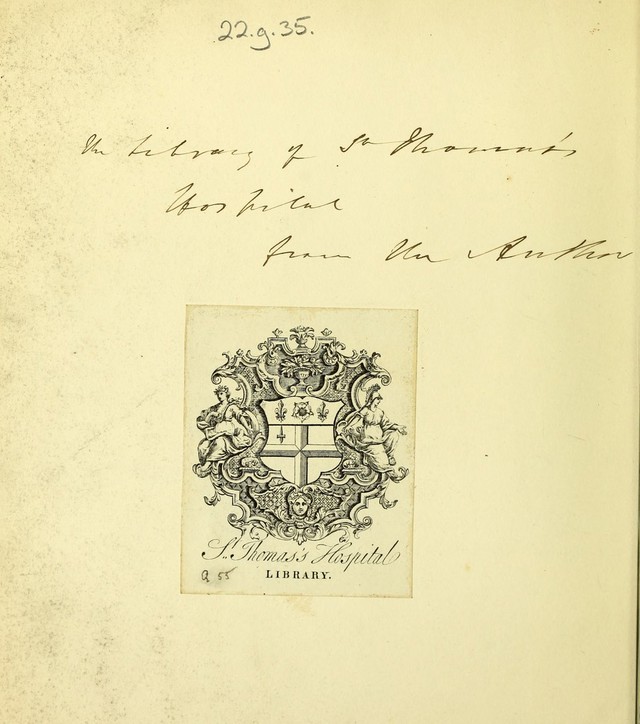 22.g.35.
The Library of St Thomas's
Hospital
from the Author
St. Thomas's Hospital
LIBRARY.
a 55